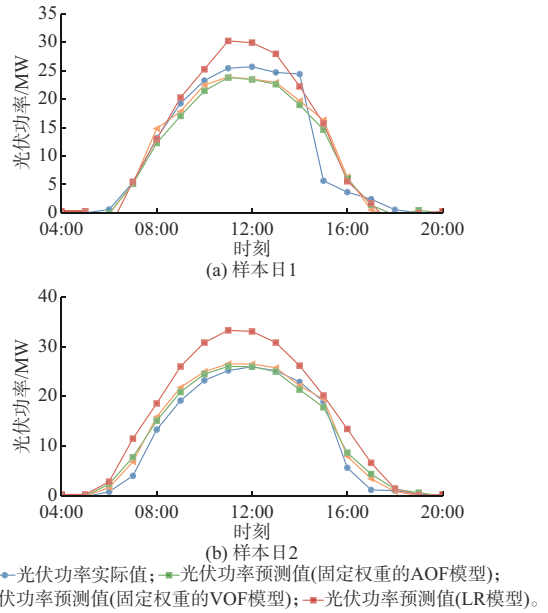 35
30
25
20
15
10
5
0
光伏功率/MW
04:00 08:00 12:00 16:00 20:00
时刻
(a) 样本日1
40
30
20
10
0
光伏功率/MW
04:00 08:00 12:00 16:00 20:00
时刻
(b) 样本日2
光伏功率实际值; 光伏功率预测值(固定权重的AOF模型);
伏功率预测值(固定权重的VOF模型); 光伏功率预测值(LR模型)。